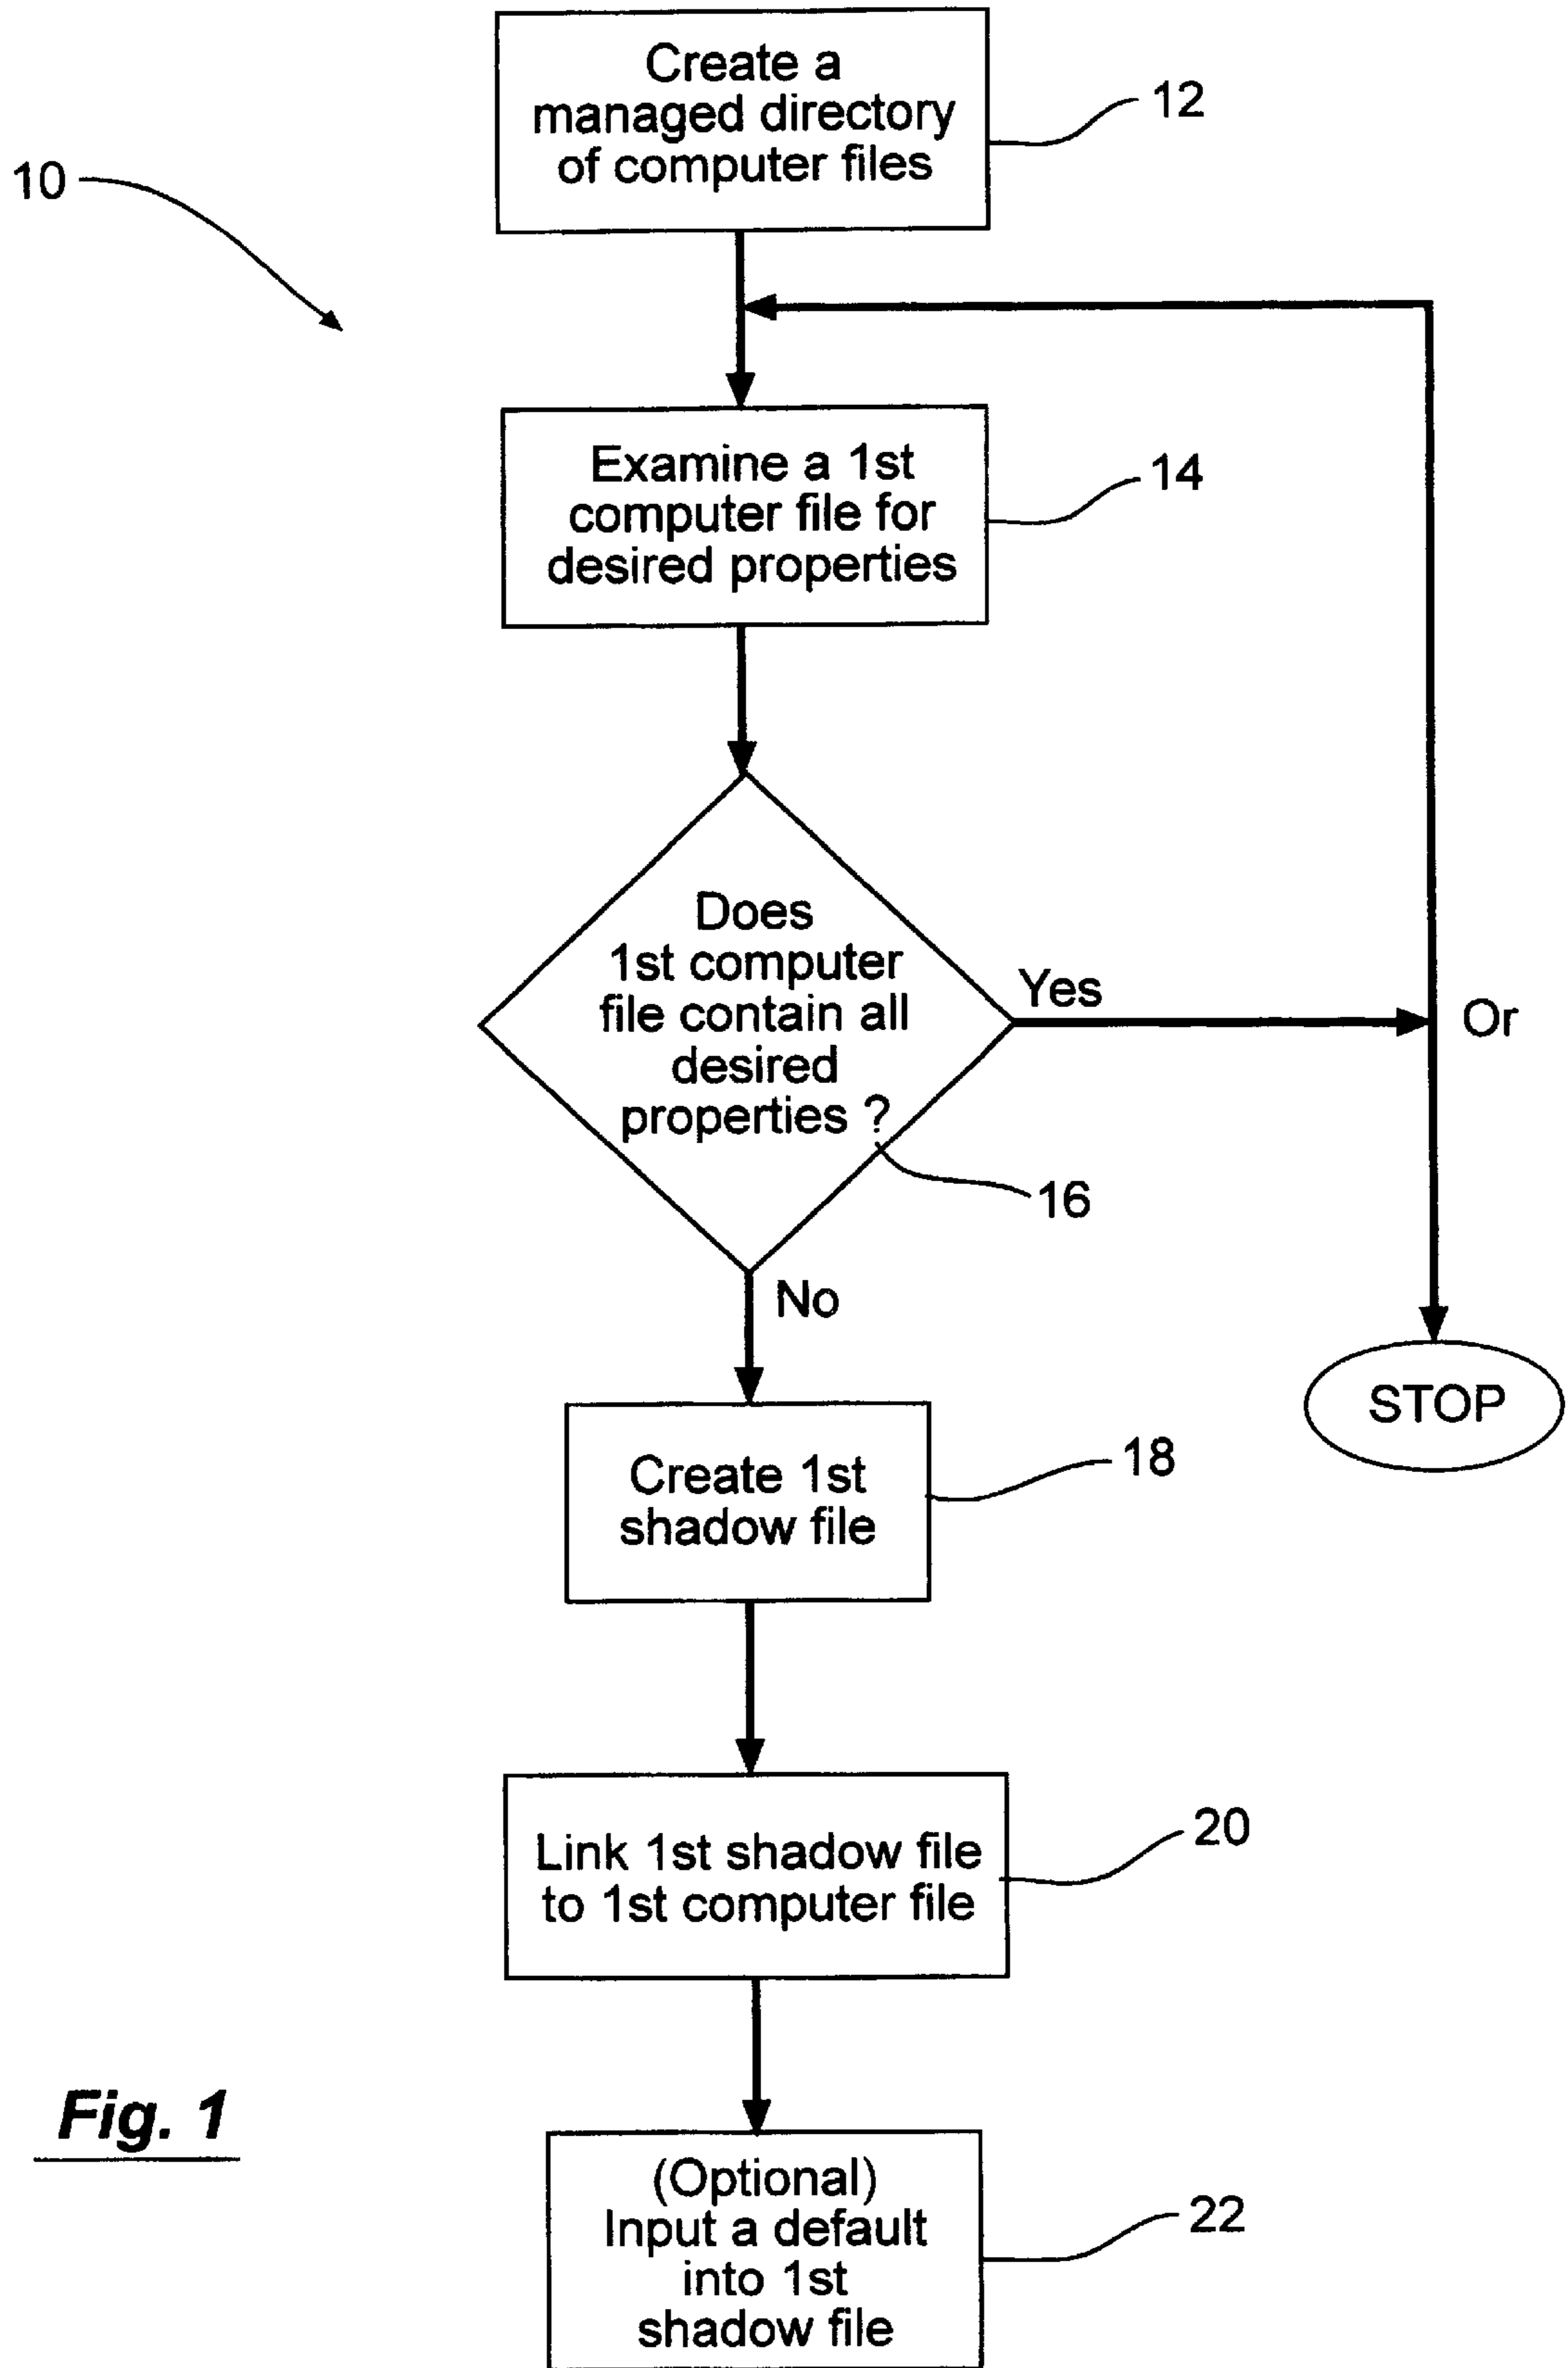 Create a
managed directory
of computer files
12
10
Examine a 1st
computer file for
desired properties
14
Does
1st computer
file contain all
desired
properties ?
Yes
Or
16
No
STOP
Create 1st
shadow file
18
Link 1st shadow file
to 1st computer file
20
Fig. 1
(Optional)
Input a default
into 1st
shadow file
22